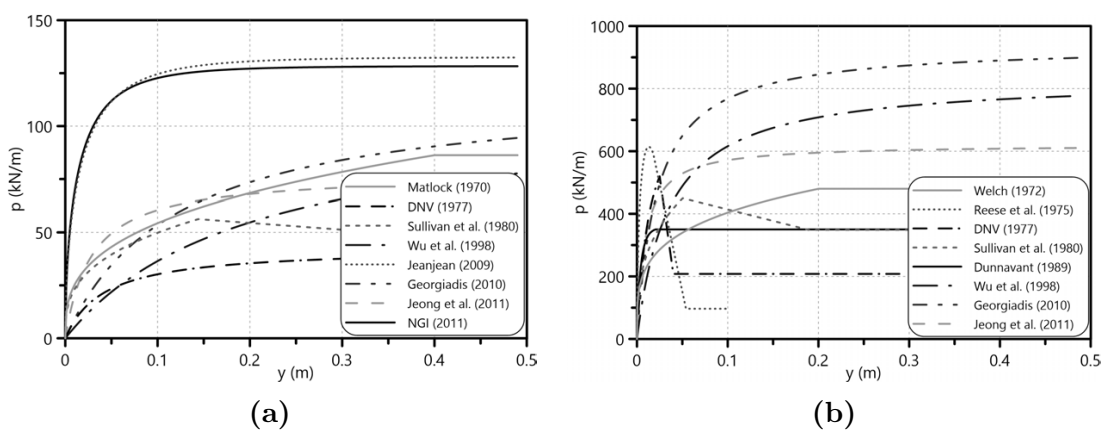 150
100
50
0
p (kN/m)
0
0.1
0.2
0.3
0.4
0.5
y (m)
Matlock (1970)
DNV (1977)
Sullivan et al. (1980)
Wu et al. (1998)
Jeanjean (2009)
Georgiadis (2010)
Jeong et al. (2011)
NGI (2011)
(a)
1000
800
600
400
200
0
p (kN/m)
0
0.1
0.2
0.3
0.4
0.5
y (m)
Welch (1972)
Reese et al. (1975)
DNV (1977)
Sullivan et al. (1980)
Dunnavant (1989)
Wu et al. (1998)
Georgiadis (2010)
Jeong et al. (2011)
(b)